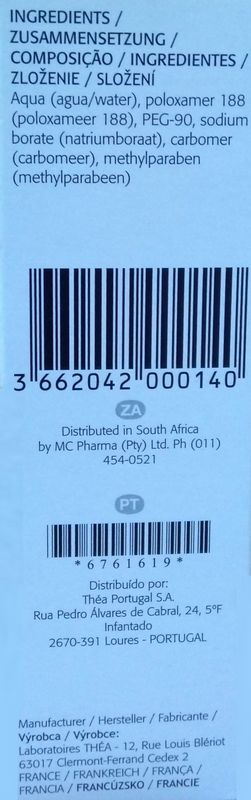 INGREDIENTS /
ZUSAMMENSETZUNG /
COMPOSIÇÃO / INGREDIENTES /
ZLOŽENIE / SLOŽENÍ
Aqua (agua/water), poloxamer 188
(poloxameer 188), PEG-90, sodium
borate (natriumboraat), carbomer
(carbomeer), methylparaben
(methylparabeen)
3 662042 000140
ZA
Distributed in South Africa
by MC Pharma (Pty) Ltd. Ph (011)
454-0521
PT
*6761619*
Distribuído por:
Théa Portugal S.A.
Rua Pedro Álvares de Cabral, 24, 5ºF
Infantado
2670-391 Loures - PORTUGAL
Manufacturer / Hersteller / Fabricante /
Výrobca / Výrobce:
Laboratoires THÉA - 12, Rue Louis Blériot
63017 Clermont-Ferrand Cedex 2
FRANCE / FRANKREICH / FRANÇA /
FRANCIA / FRANCÚZSKO / FRANCIE